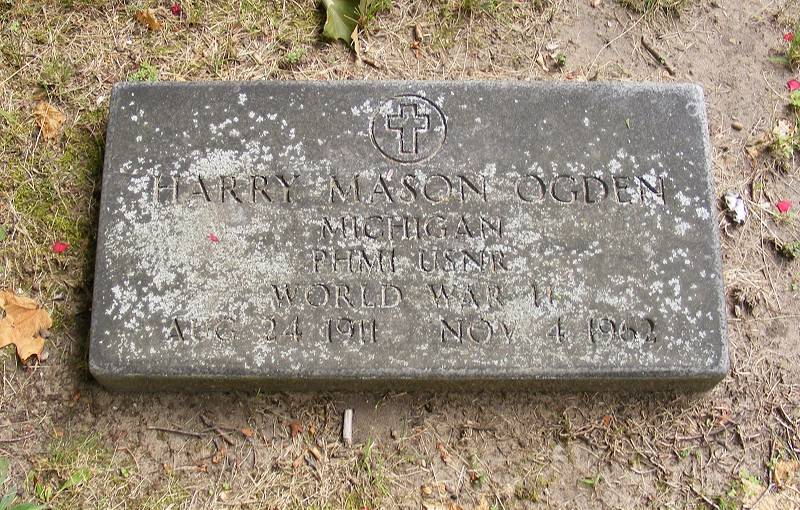 HARRY MASON OGDEN
MICHIGAN
PHM1 USNR
WORLD WAR II
AUG 24 1911 NOV 4 1962